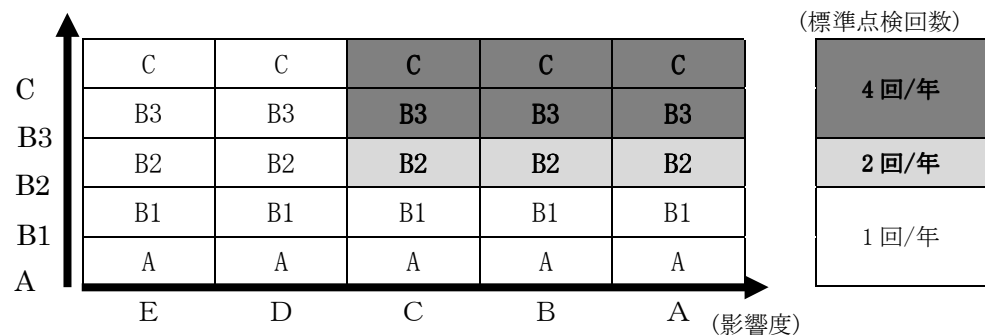 (標準点検回数)
C C C C C C 4回/年
B3 B3 B3 B3 B3 B3
B2 B2 B2 B2 B2 B2 2回/年
B1 B1 B1 B1 B1 B1 1回/年
A A A A A A
E D C B A (影響度)